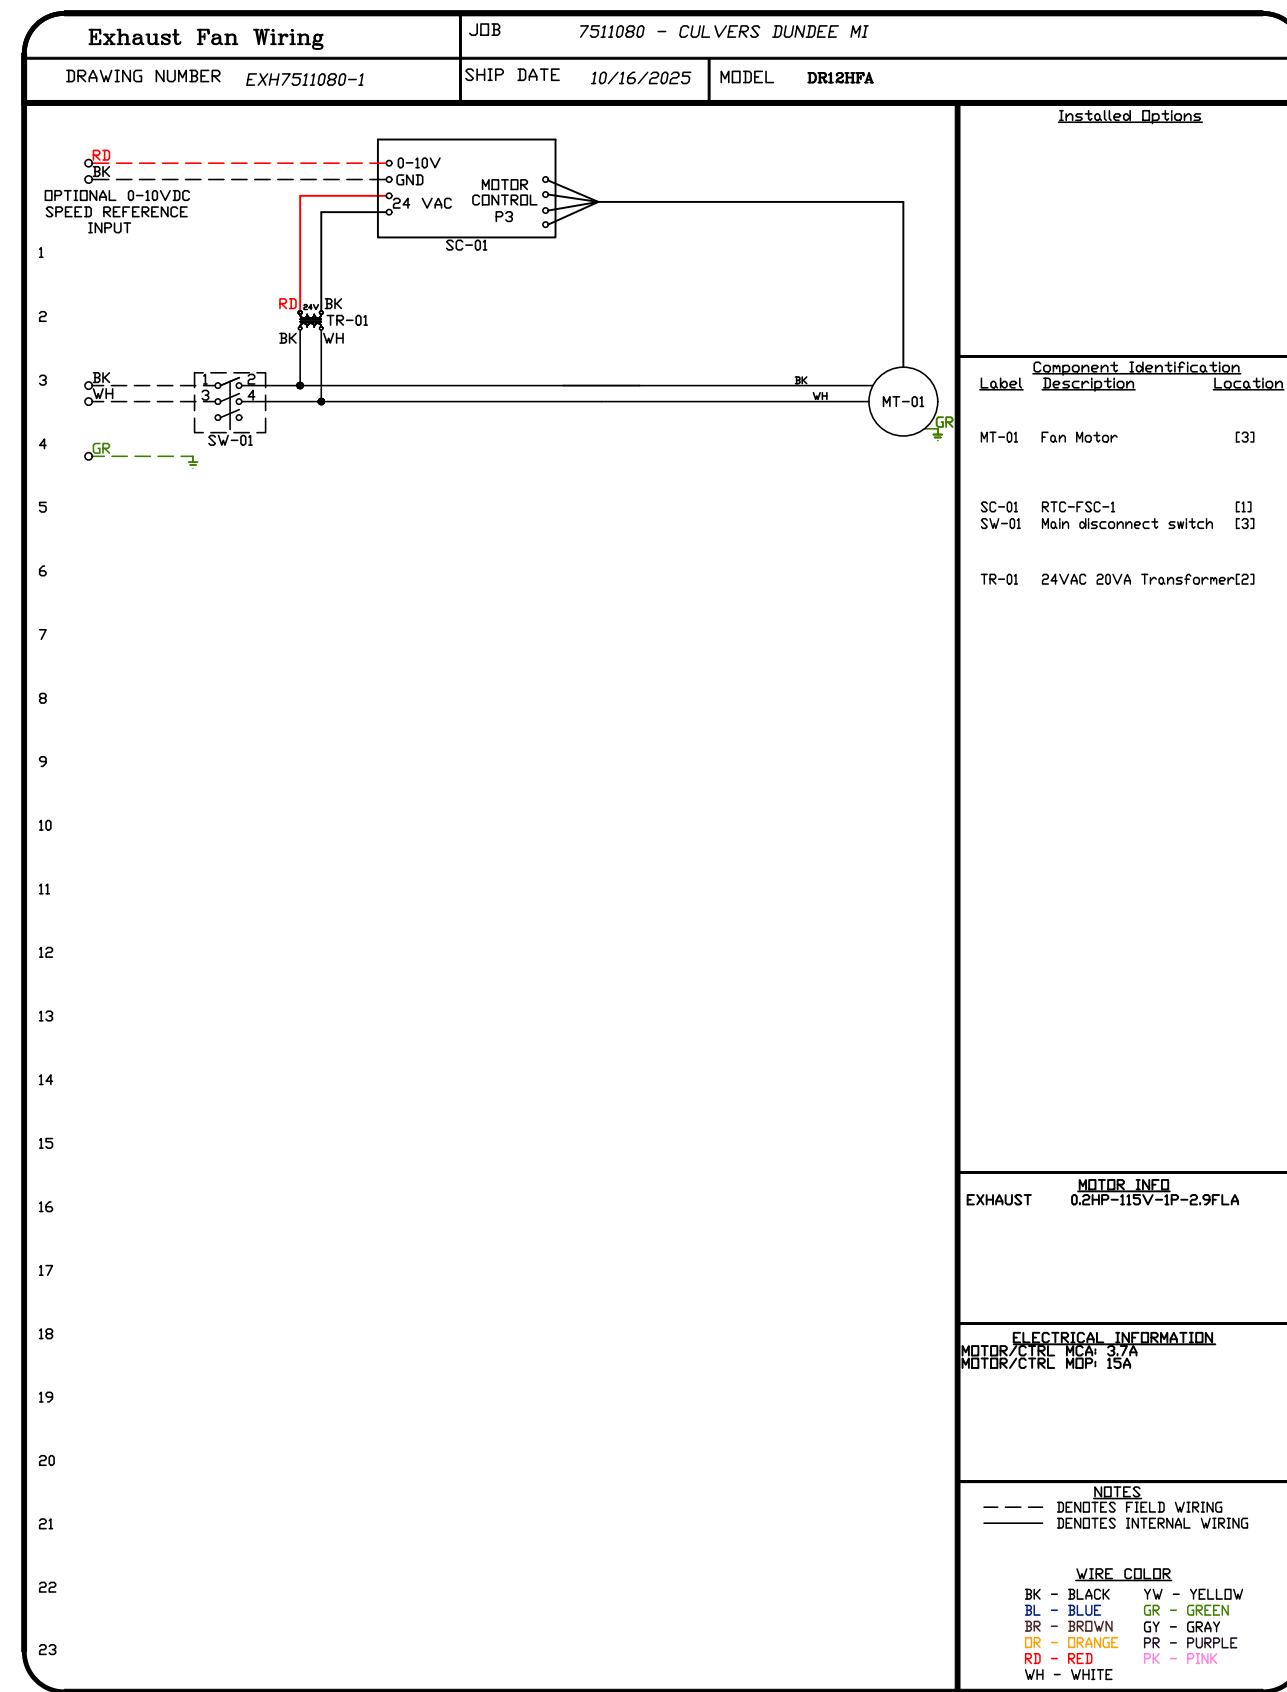 Exhaust Fan Wiring
JOB 7511080 - CULVERS DUNDEE MI
DRAWING NUMBER EXH7511080-1
SHIP DATE 10/16/2025
MODEL DR12HFA
RD
BK
OPTIONAL 0-10VDC
SPEED REFERENCE
INPUT
0-10V
GND
24 VAC
MOTOR
CONTROL
P3
SC-01
1
2
RD 24V BK
TR-01
BK WH
3
BK
WH
1 2
3 4
SW-01
BK
WH
MT-01
GR
4
GR
5
6
7
8
9
10
11
12
13
14
15
16
17
18
19
20
21
22
23
Installed Options
Component Identification
Label Description Location
MT-01 Fan Motor [3]
SC-01 RTC-FSC-1 [1]
SW-01 Main disconnect switch [3]
TR-01 24VAC 20VA Transformer[2]
MOTOR INFO
EXHAUST 0.2HP-115V-1P-2.9FLA
ELECTRICAL INFORMATION
MOTOR/CTRL MCA: 3.7A
MOTOR/CTRL MOP: 15A
NOTES
DENOTES FIELD WIRING
DENOTES INTERNAL WIRING
WIRE COLOR
BK - BLACK YW - YELLOW
BL - BLUE GR - GREEN
BR - BROWN GY - GRAY
OR - ORANGE PR - PURPLE
RD - RED PK - PINK
WH - WHITE